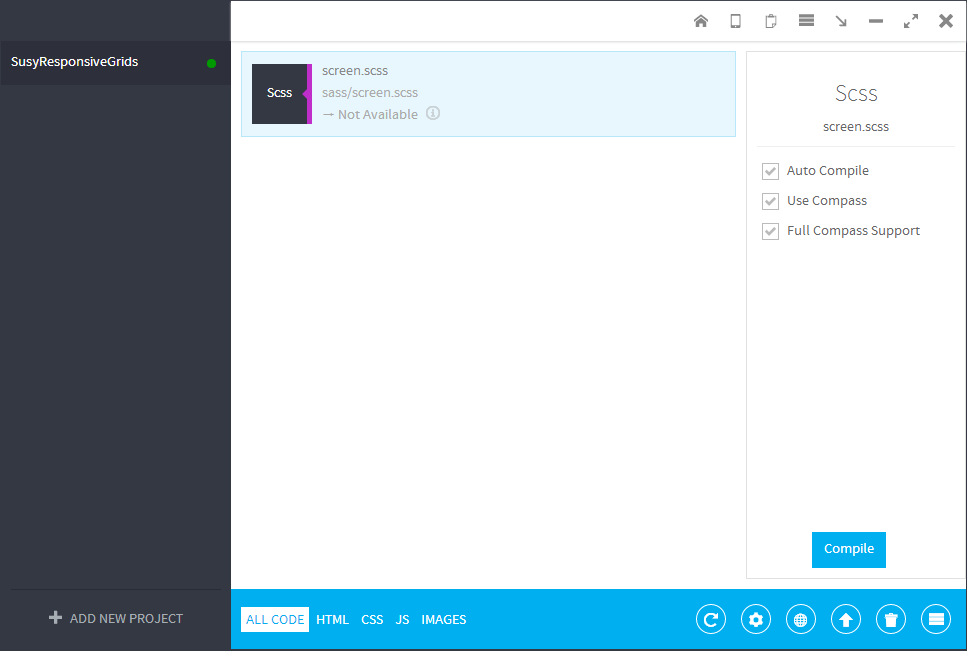 SusyResponsiveGrids
Scss
screen.scss
sass/screen.scss
→ Not Available
Scss
screen.scss
Auto Compile
Use Compass
Full Compass Support
Compile
ADD NEW PROJECT
ALL CODE HTML CSS JS IMAGES